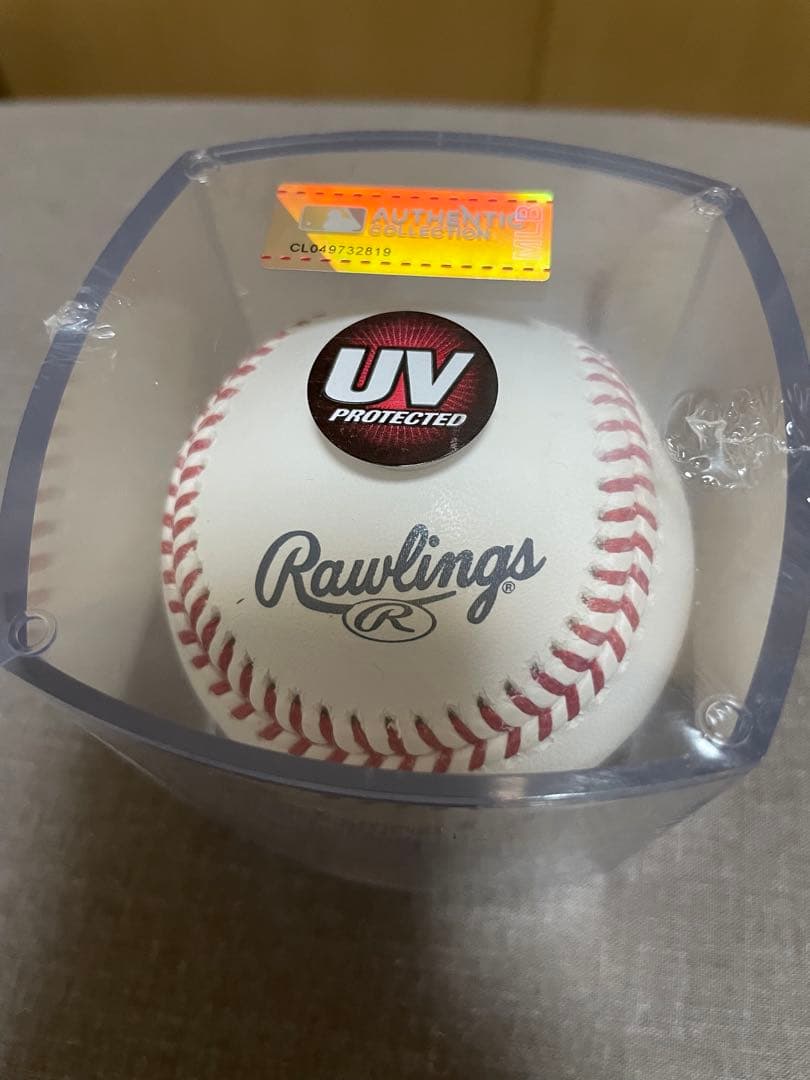 AUTHENTIC
COLLECTION
MLB
CL049732819
UV
PROTECTED
Rawlings®
R